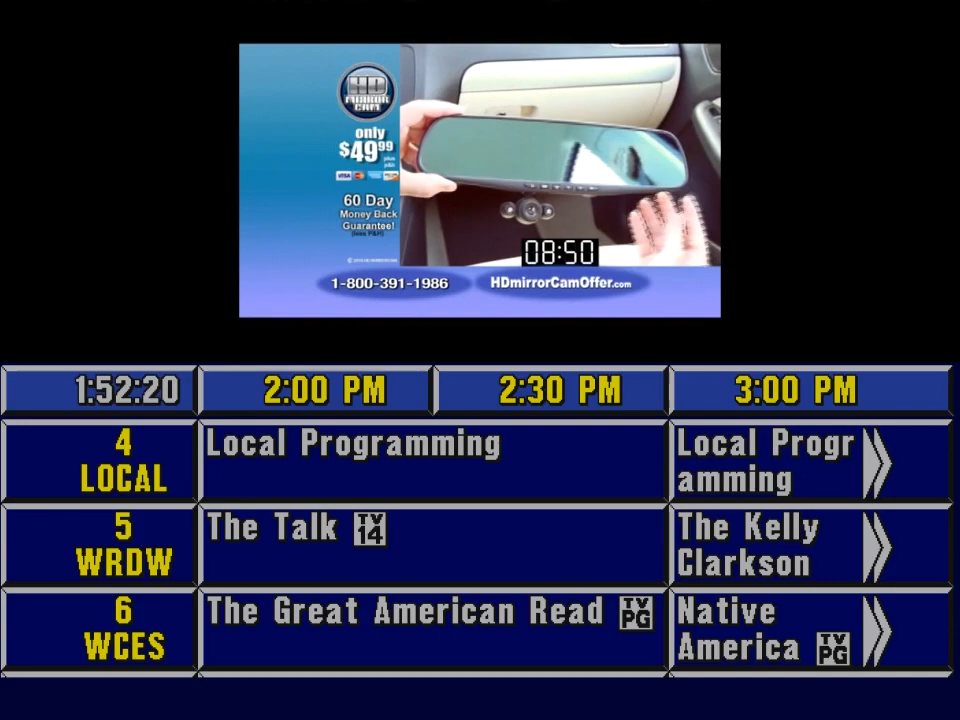 HD
MIRROR
CAM
only
$49.99
plus
p&h
VISA
60 Day
Money Back
Guarantee!
(less P&H)
08:50
1-800-391-1986 HDmirrorCamOffer.com
1:52:20 2:00 PM 2:30 PM 3:00 PM
4
LOCAL
Local Programming
Local Progr
amming
5
WRDW
The Talk TV
14
The Kelly
Clarkson
6
WCES
The Great American Read TV
PG
Native
America TV
PG